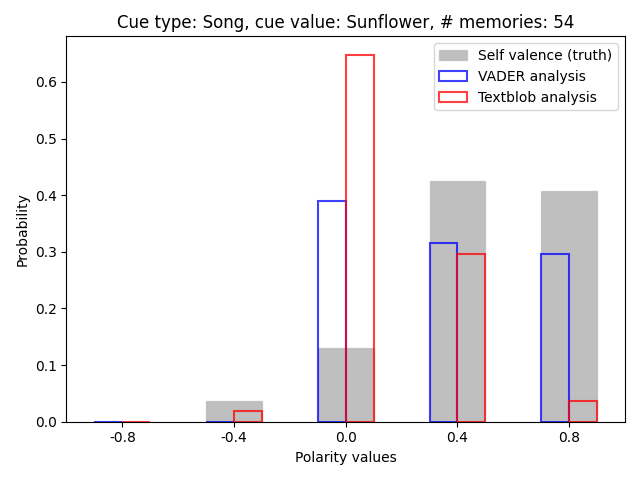 Cue type: Song, cue value: Sunflower, # memories: 54
Self valence (truth)
VADER analysis
Textblob analysis
Probability
0.6
0.5
0.4
0.3
0.2
0.1
0.0
-0.8 -0.4 0.0 0.4 0.8
Polarity values